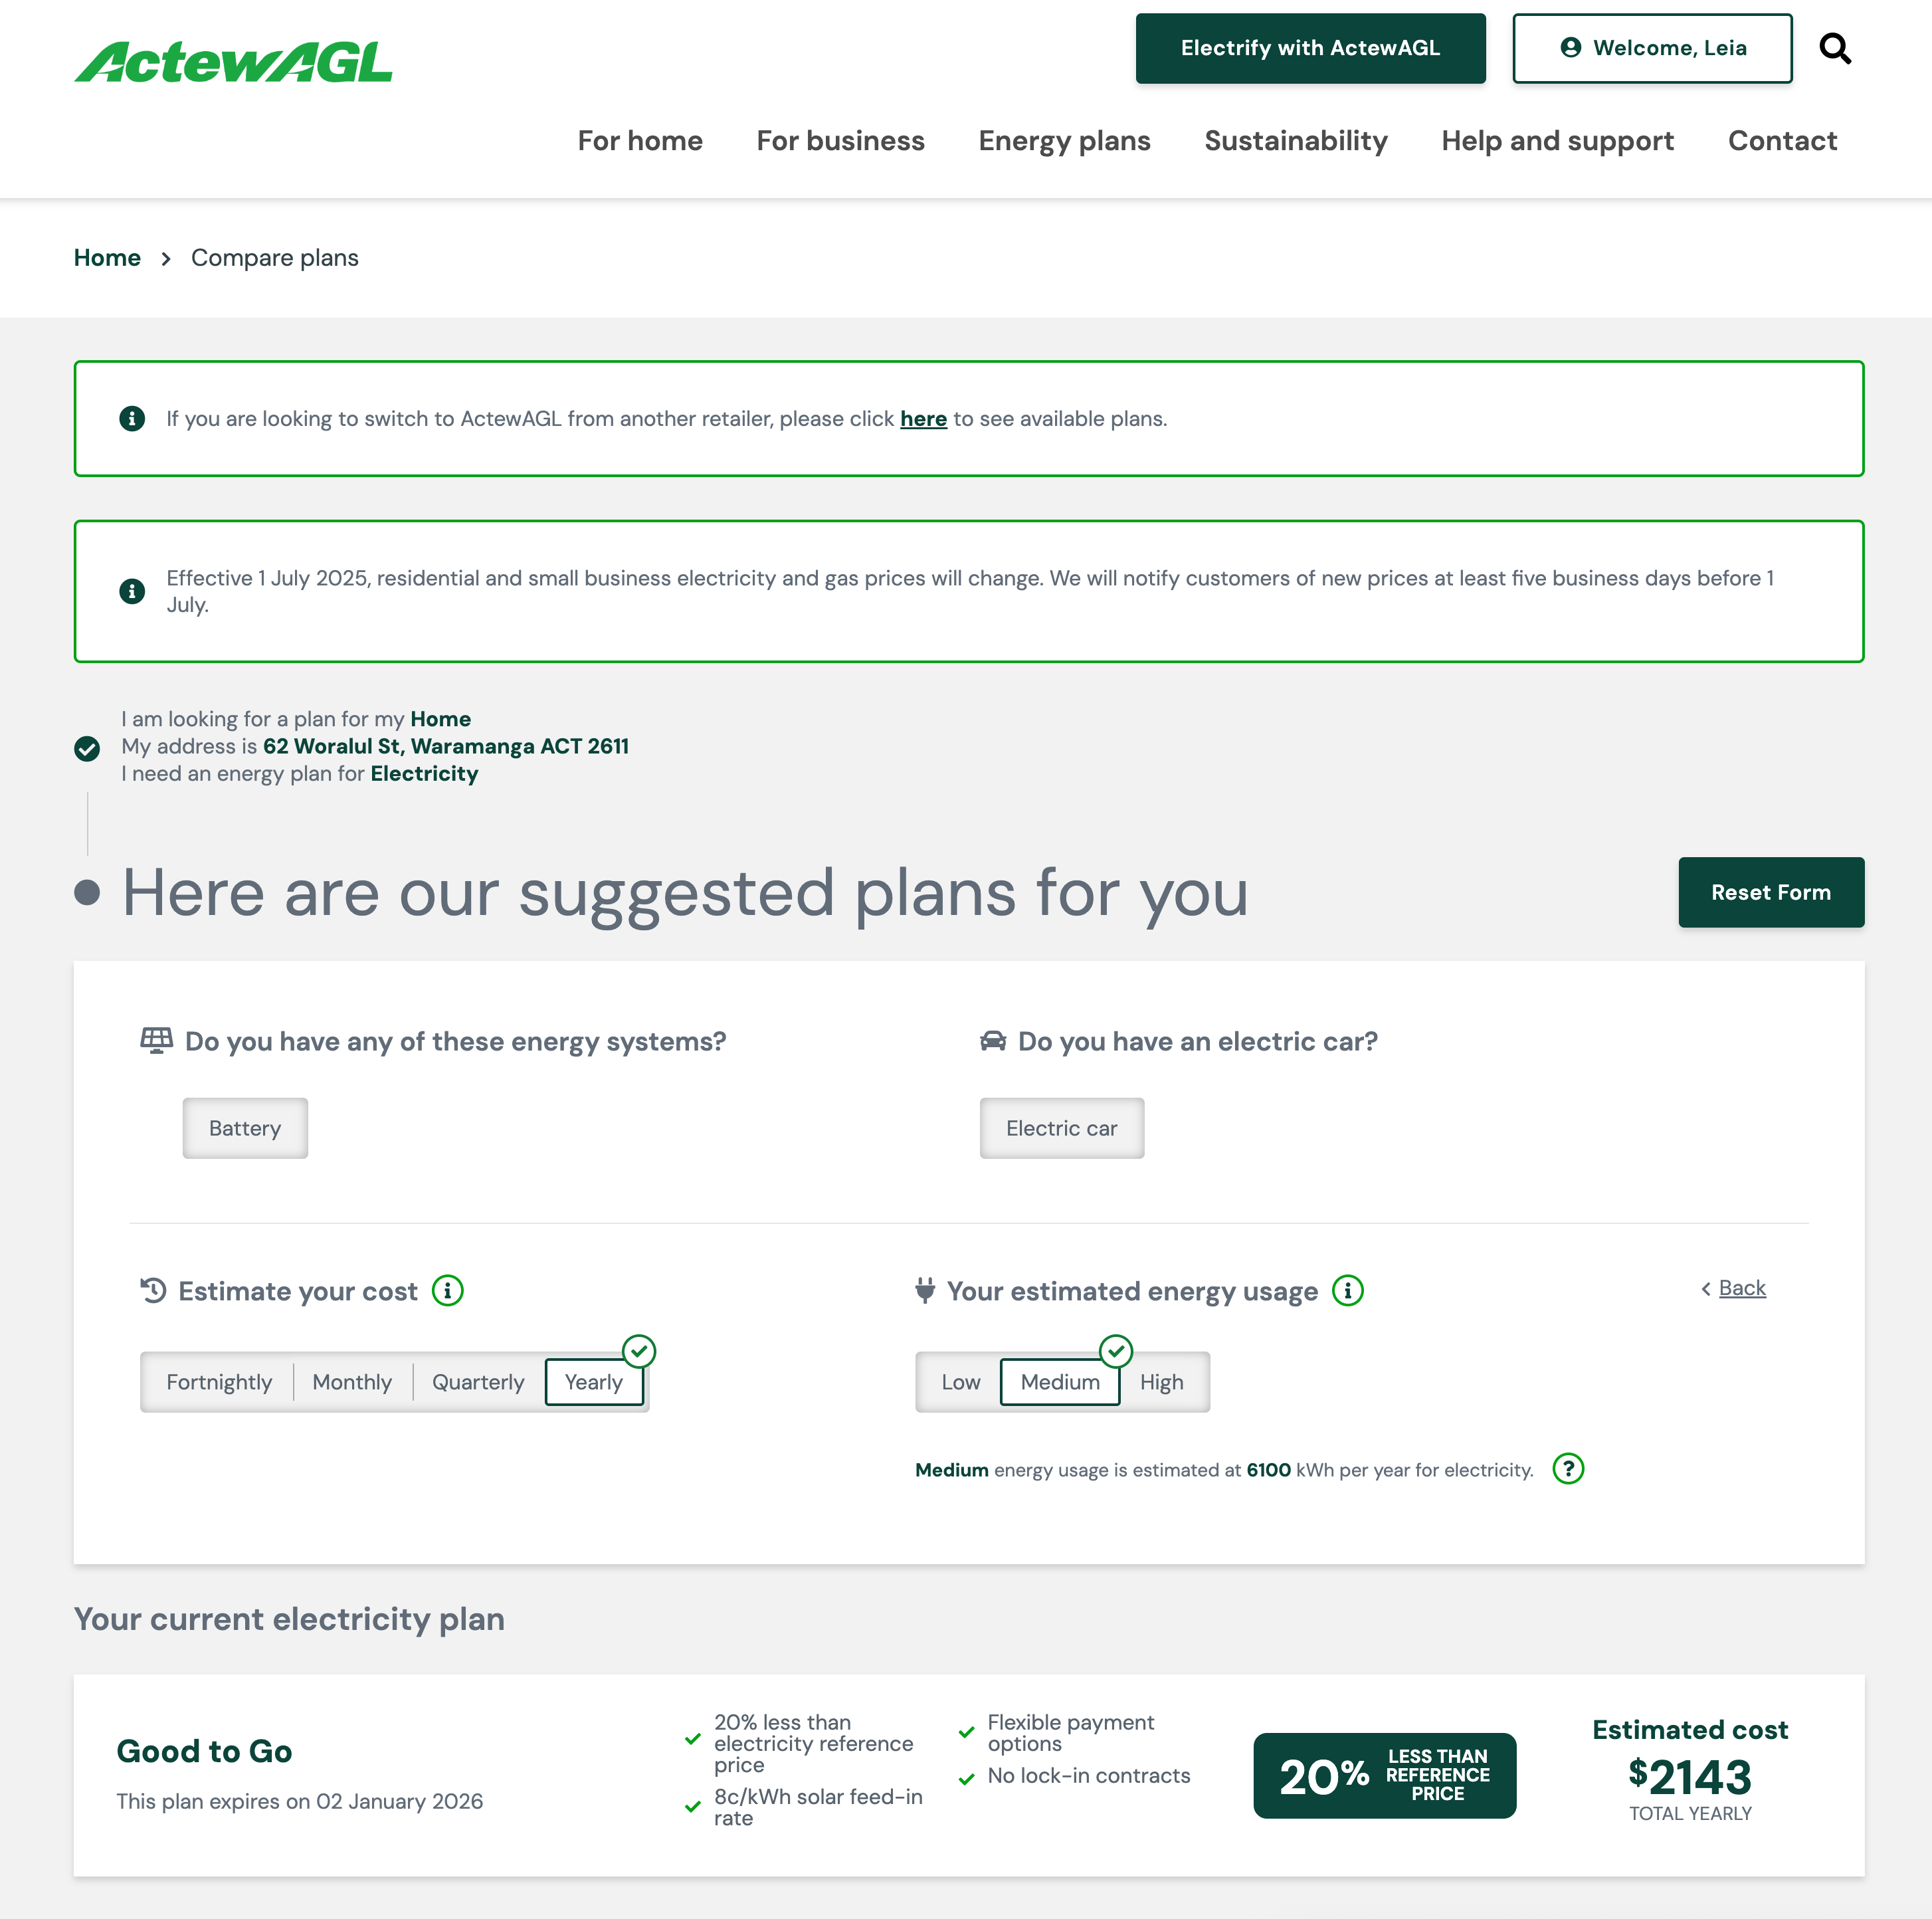 ActewAGL
Electrify with ActewAGL
Welcome, Leia
For home
For business
Energy plans
Sustainability
Help and support
Contact
Home
Compare plans
If you are looking to switch to ActewAGL from another retailer, please click here to see available plans.
Effective 1 July 2025, residential and small business electricity and gas prices will change. We will notify customers of new prices at least five business days before 1
July.
I am looking for a plan for my Home
My address is 62 Woralul St, Waramanga ACT 2611
I need an energy plan for Electricity
Here are our suggested plans for you
Reset Form
Do you have any of these energy systems?
Battery
Do you have an electric car?
Electric car
Estimate your cost
Fortnightly
Monthly
Quarterly
Yearly
Your estimated energy usage
Back
Low
Medium
High
Medium energy usage is estimated at 6100 kWh per year for electricity.
Your current electricity plan
Good to Go
This plan expires on 02 January 2026
20% less than
electricity reference
price
8c/kWh solar feed-in
rate
Flexible payment
options
No lock-in contracts
20%
LESS THAN
REFERENCE
PRICE
Estimated cost
$2143
TOTAL YEARLY